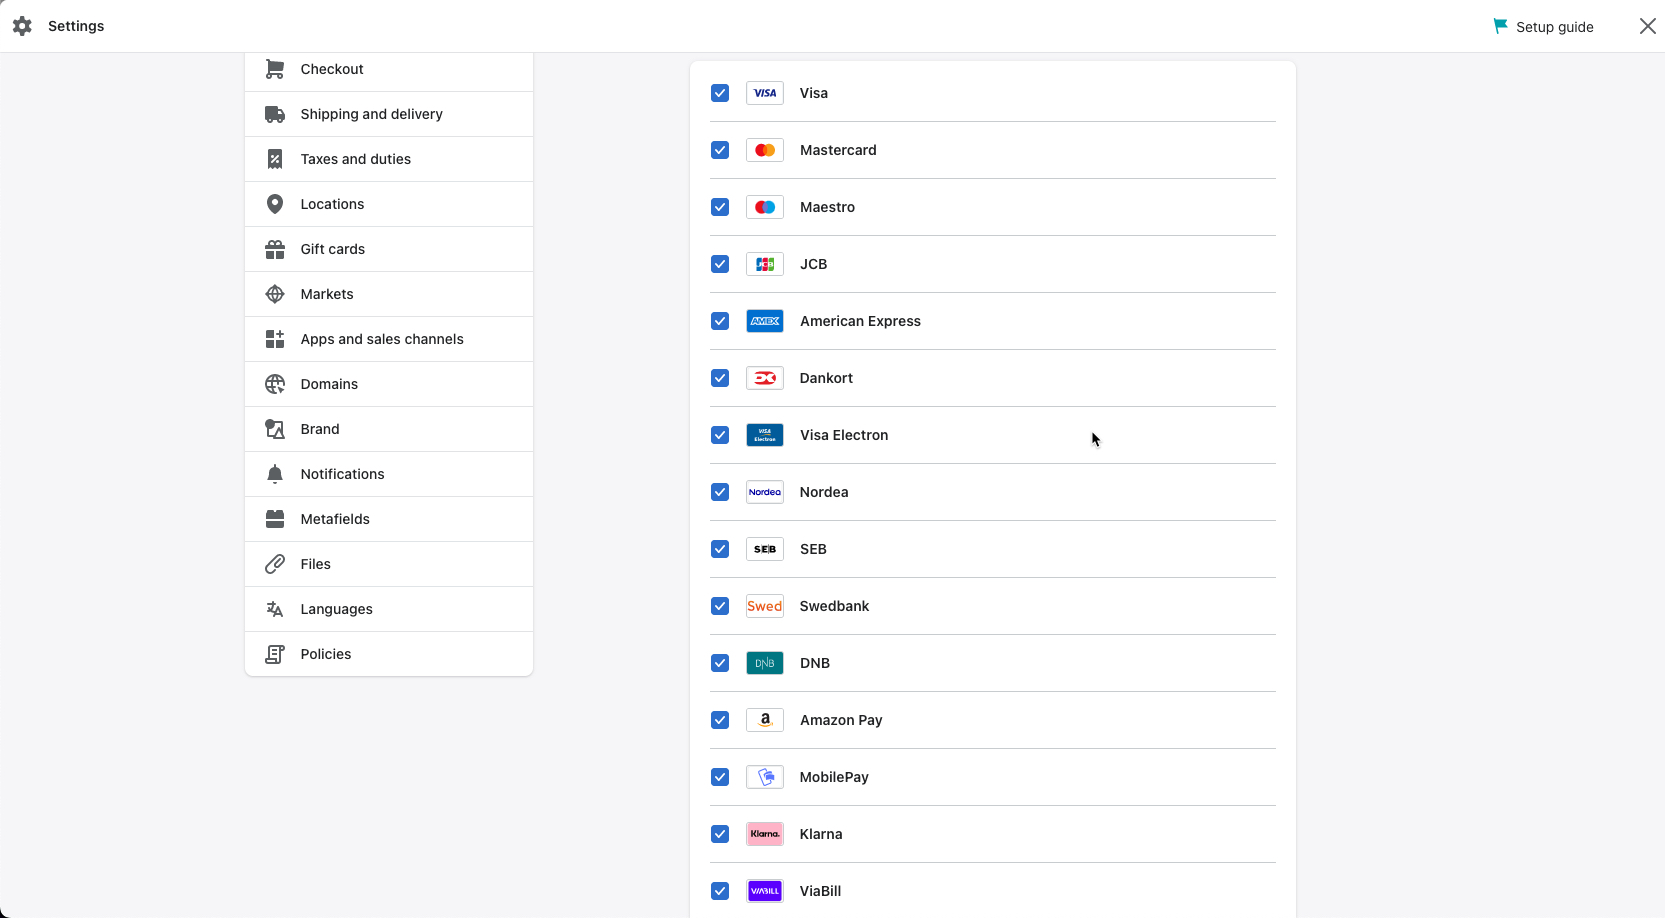 Settings
Setup guide
Checkout
Shipping and delivery
Taxes and duties
Locations
Gift cards
Markets
Apps and sales channels
Domains
Brand
Notifications
Metafields
Files
Languages
Policies
VISA Visa
Mastercard
Maestro
JCB JCB
AMEX American Express
DK Dankort
VISA Electron Visa Electron
Nordea Nordea
SEB SEB
Swed Swedbank
DNB DNB
a Amazon Pay
MobilePay
Klarna. Klarna
VIABILL ViaBill